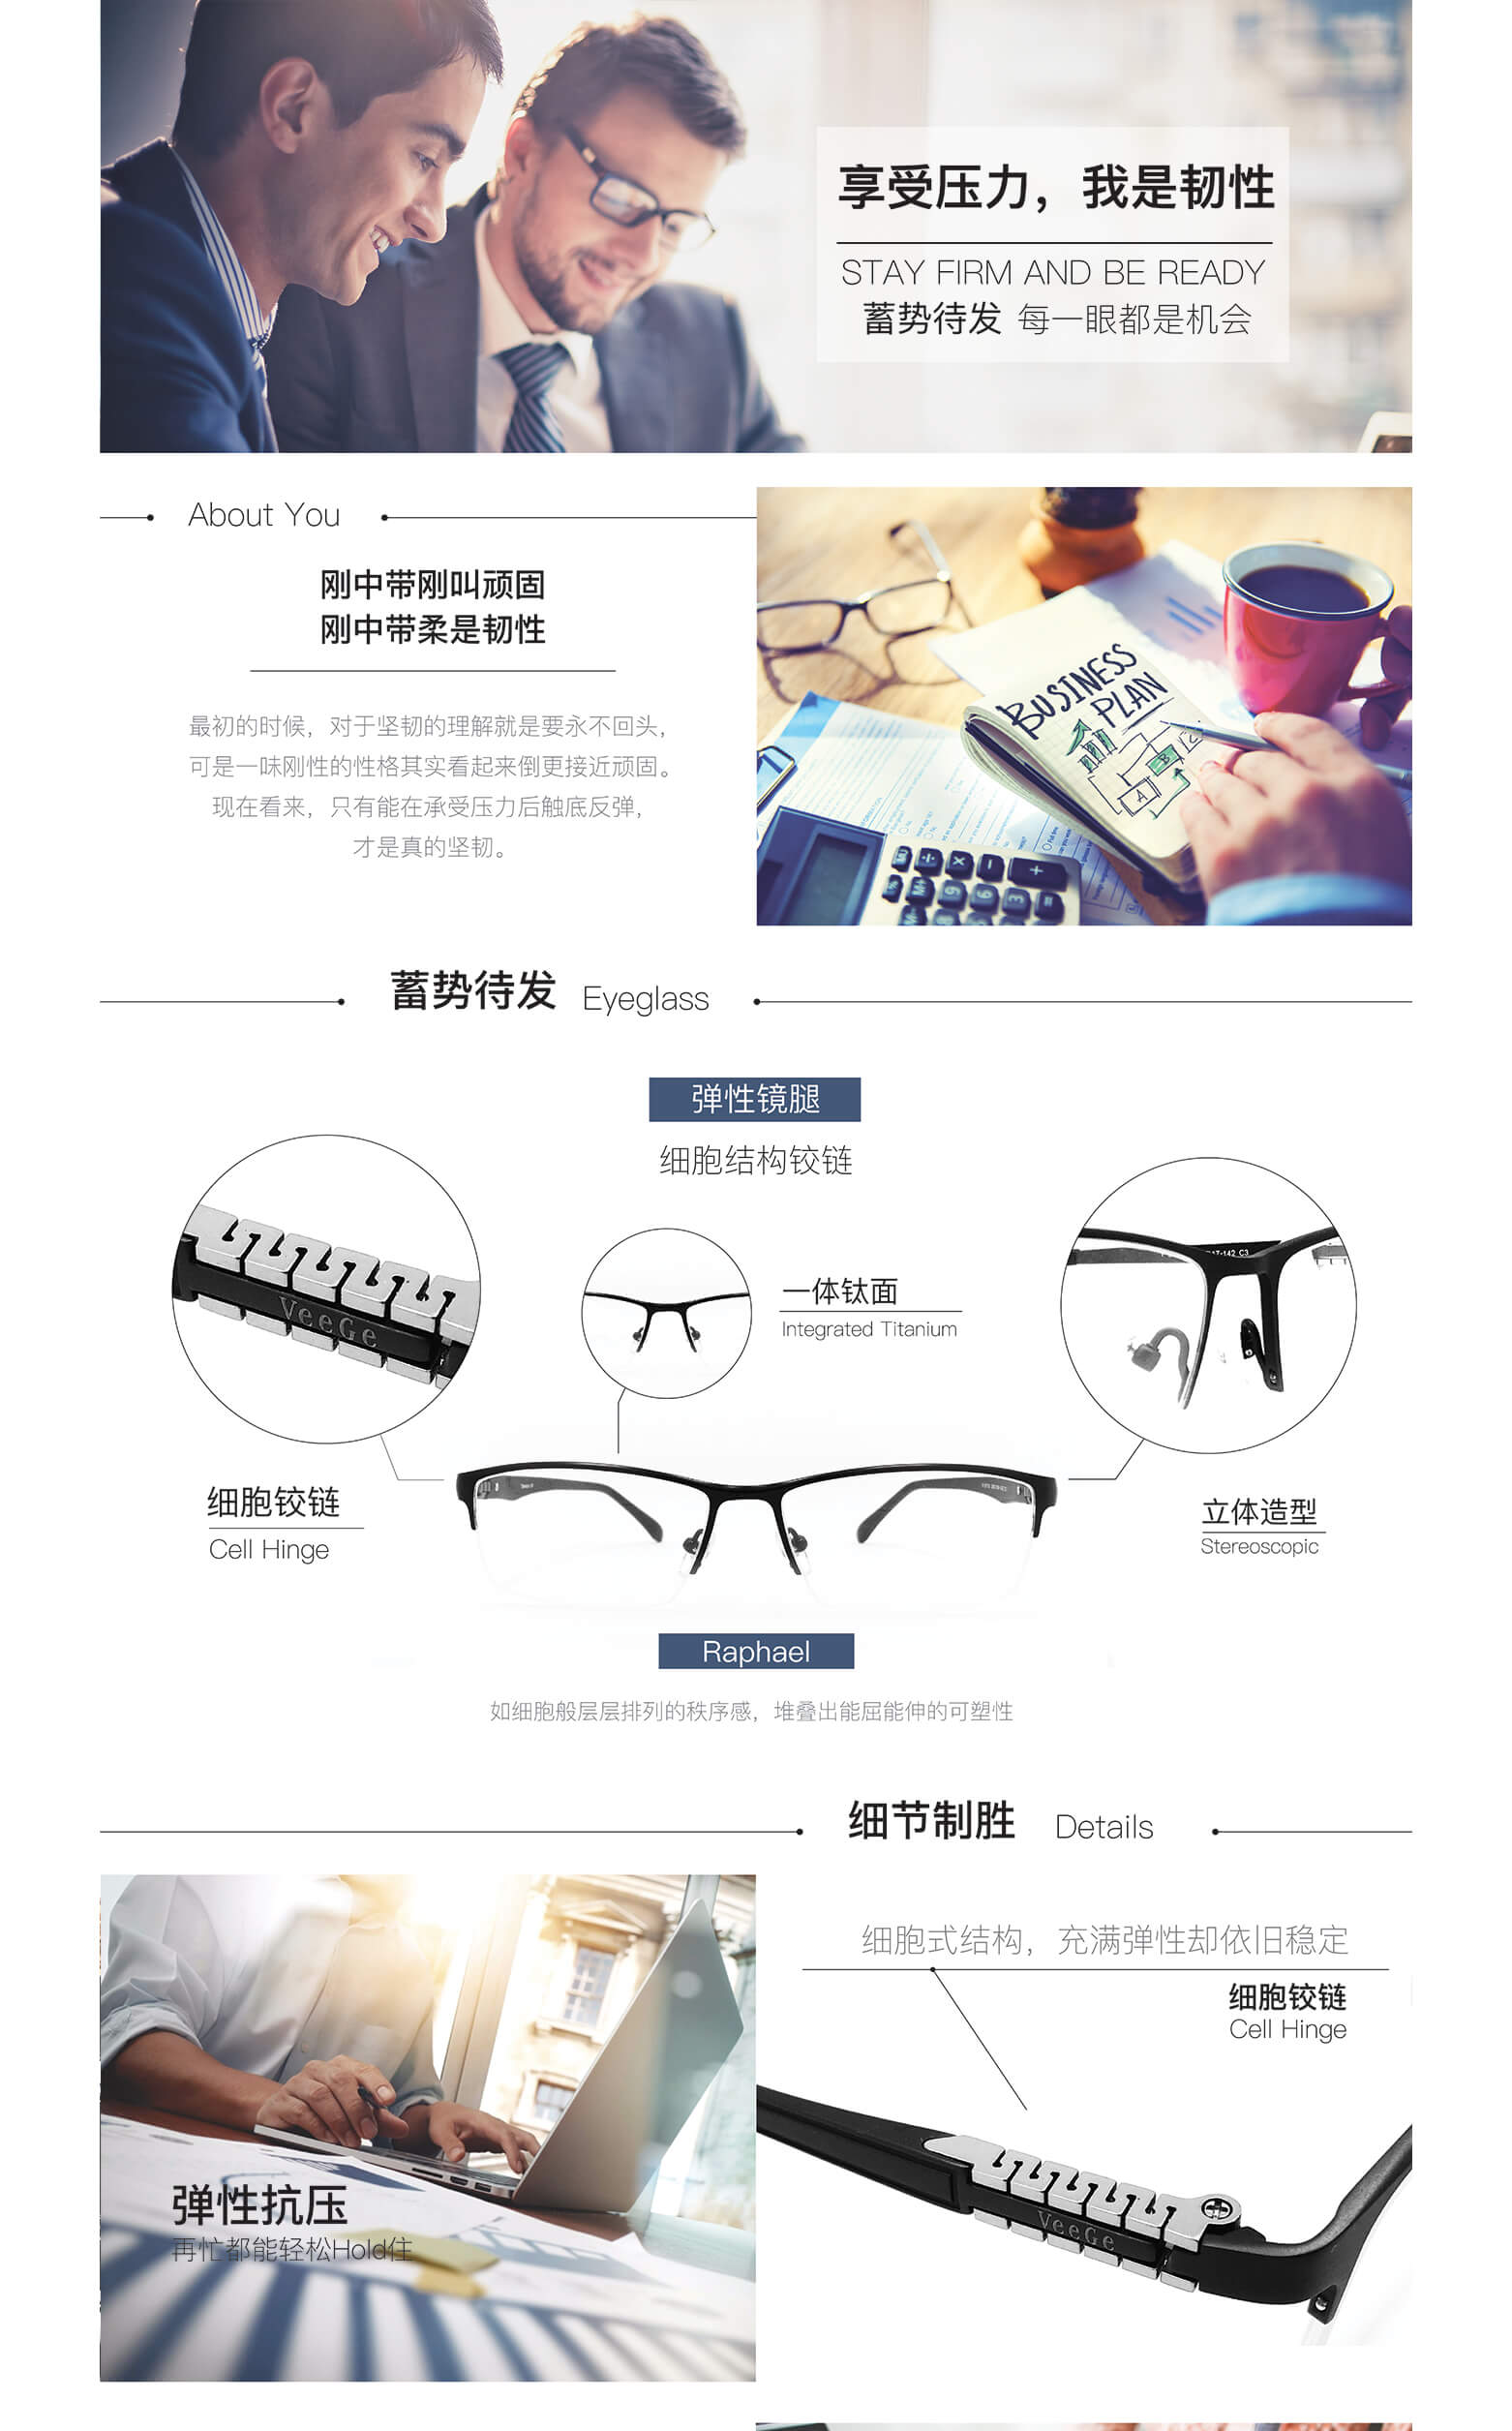 享受压力，我是韧性
STAY FIRM AND BE READY
蓄势待发 每一眼都是机会
About You
刚中带刚叫顽固
刚中带柔是韧性
最初的时候，对于坚韧的理解就是要永不回头，
可是一味刚性的性格其实看起来倒更接近顽固。
现在看来，只有能在承受压力后触底反弹，
才是真的坚韧。
BUSINESS
PLAN
A
B
C
蓄势待发 Eyeglass
弹性镜腿
细胞结构铰链
VeeGe
一体钛面
Integrated Titanium
17-142 C3
细胞铰链
Cell Hinge
立体造型
Stereoscopic
Raphael
如细胞般层层排列的秩序感，堆叠出能屈能伸的可塑性
细节制胜 Details
细胞式结构，充满弹性却依旧稳定
细胞铰链
Cell Hinge
VeeGe
弹性抗压
再忙都能轻松Hold住